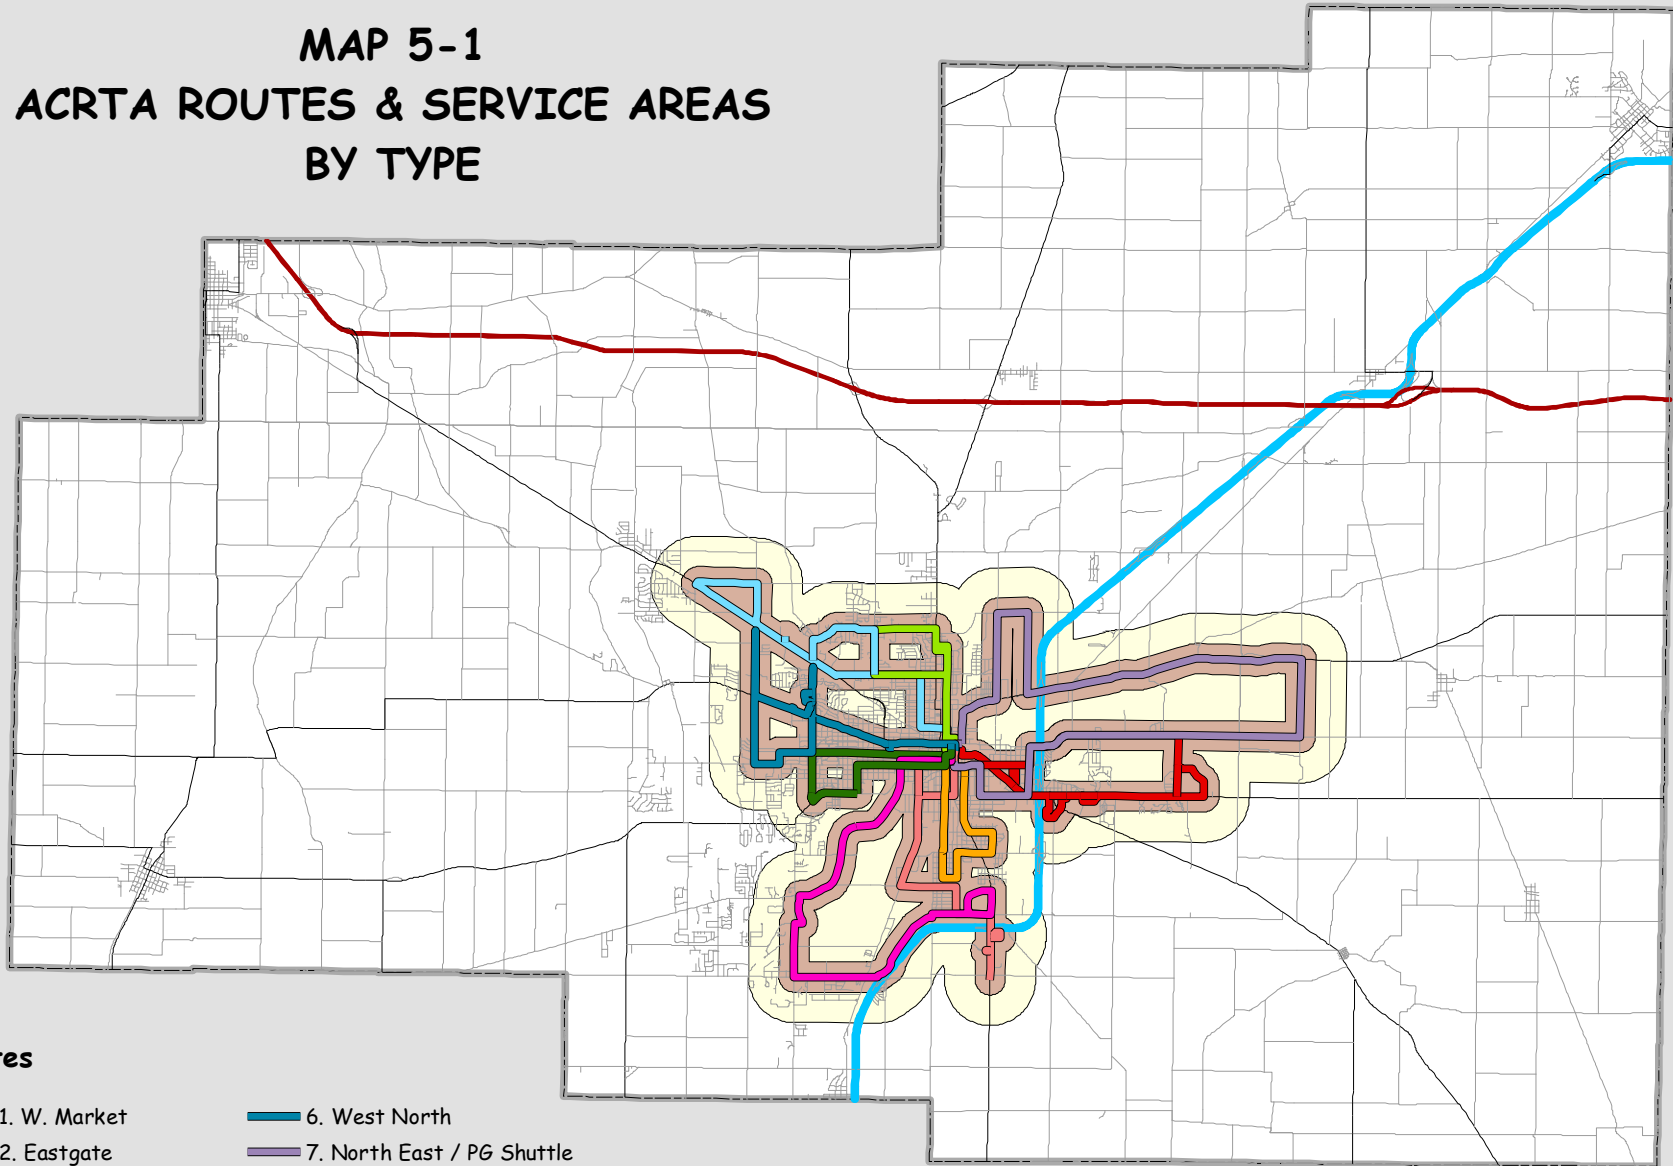 MAP 5-1
ACRTA ROUTES & SERVICE AREAS
BY TYPE
1. W. Market
6. West North
2. Eastgate
7. North East / PG Shuttle